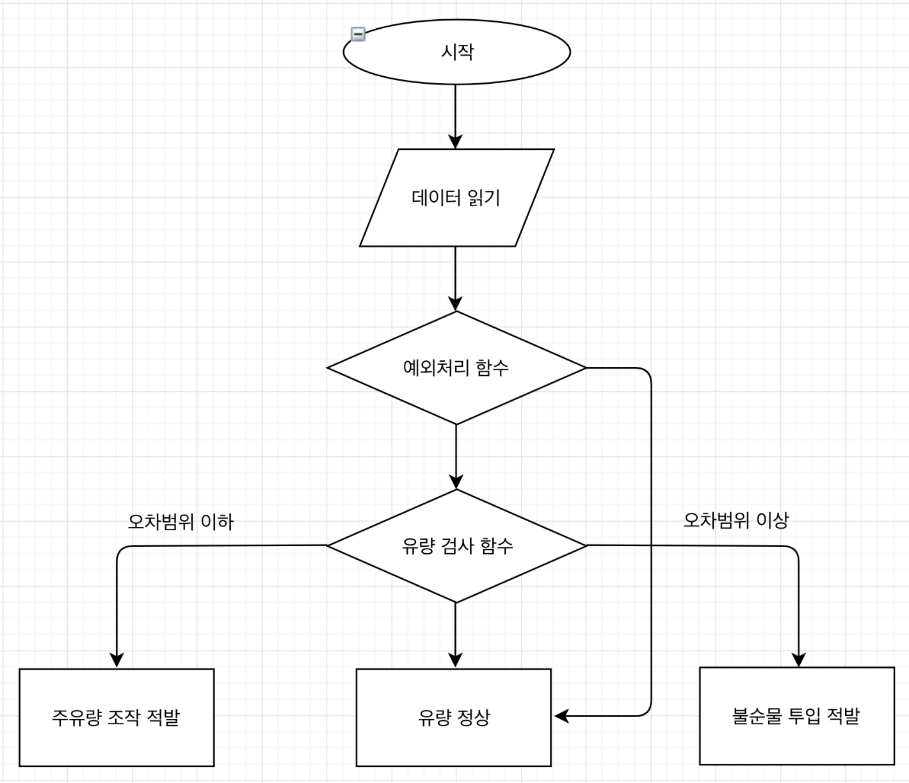 시작
데이터 읽기
예외처리 함수
오차범위 이하
오차범위 이상
유량 검사 함수
주유량 조작 적발
유량 정상
불순물 투입 적발